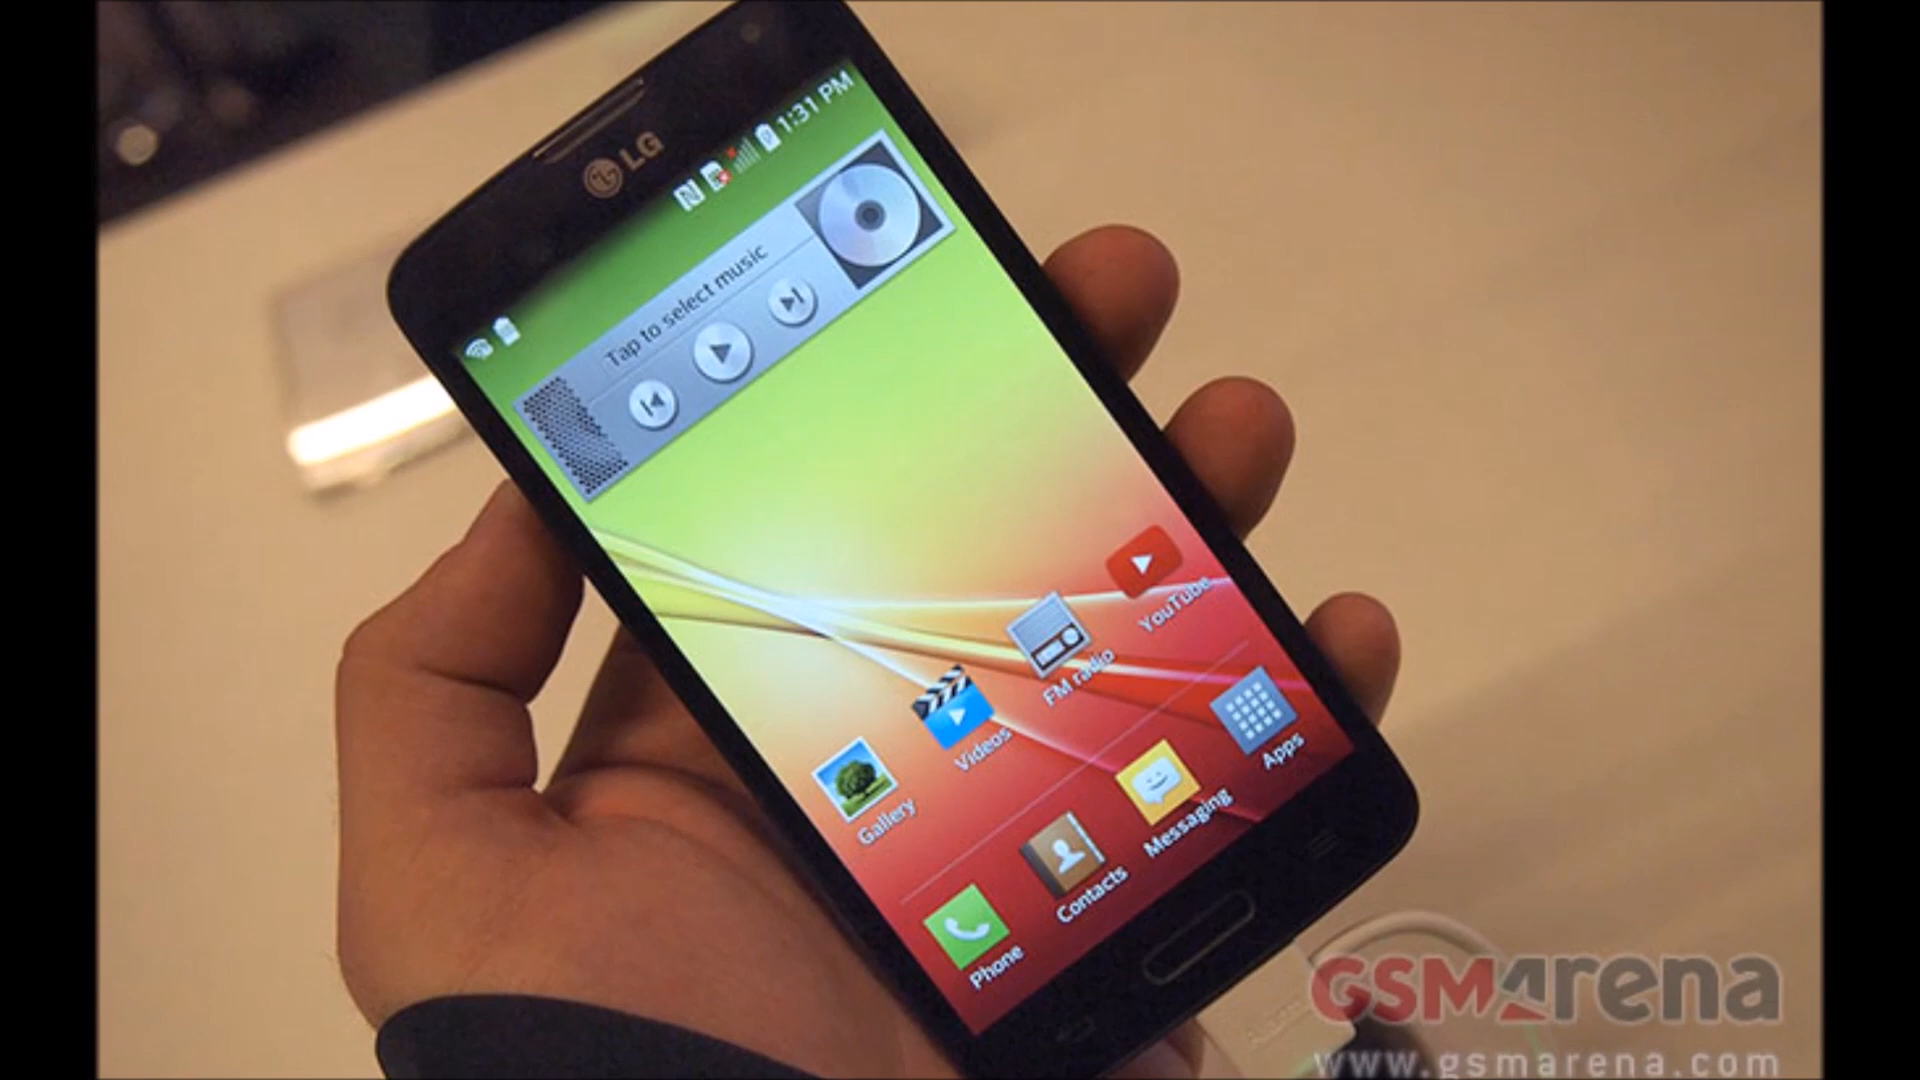 LG
1:31 PM
Tap to select music
YouTube
FM radio
Videos
Gallery
Apps
Messaging
Contacts
Phone
GSMarena
www.gsmarena.com